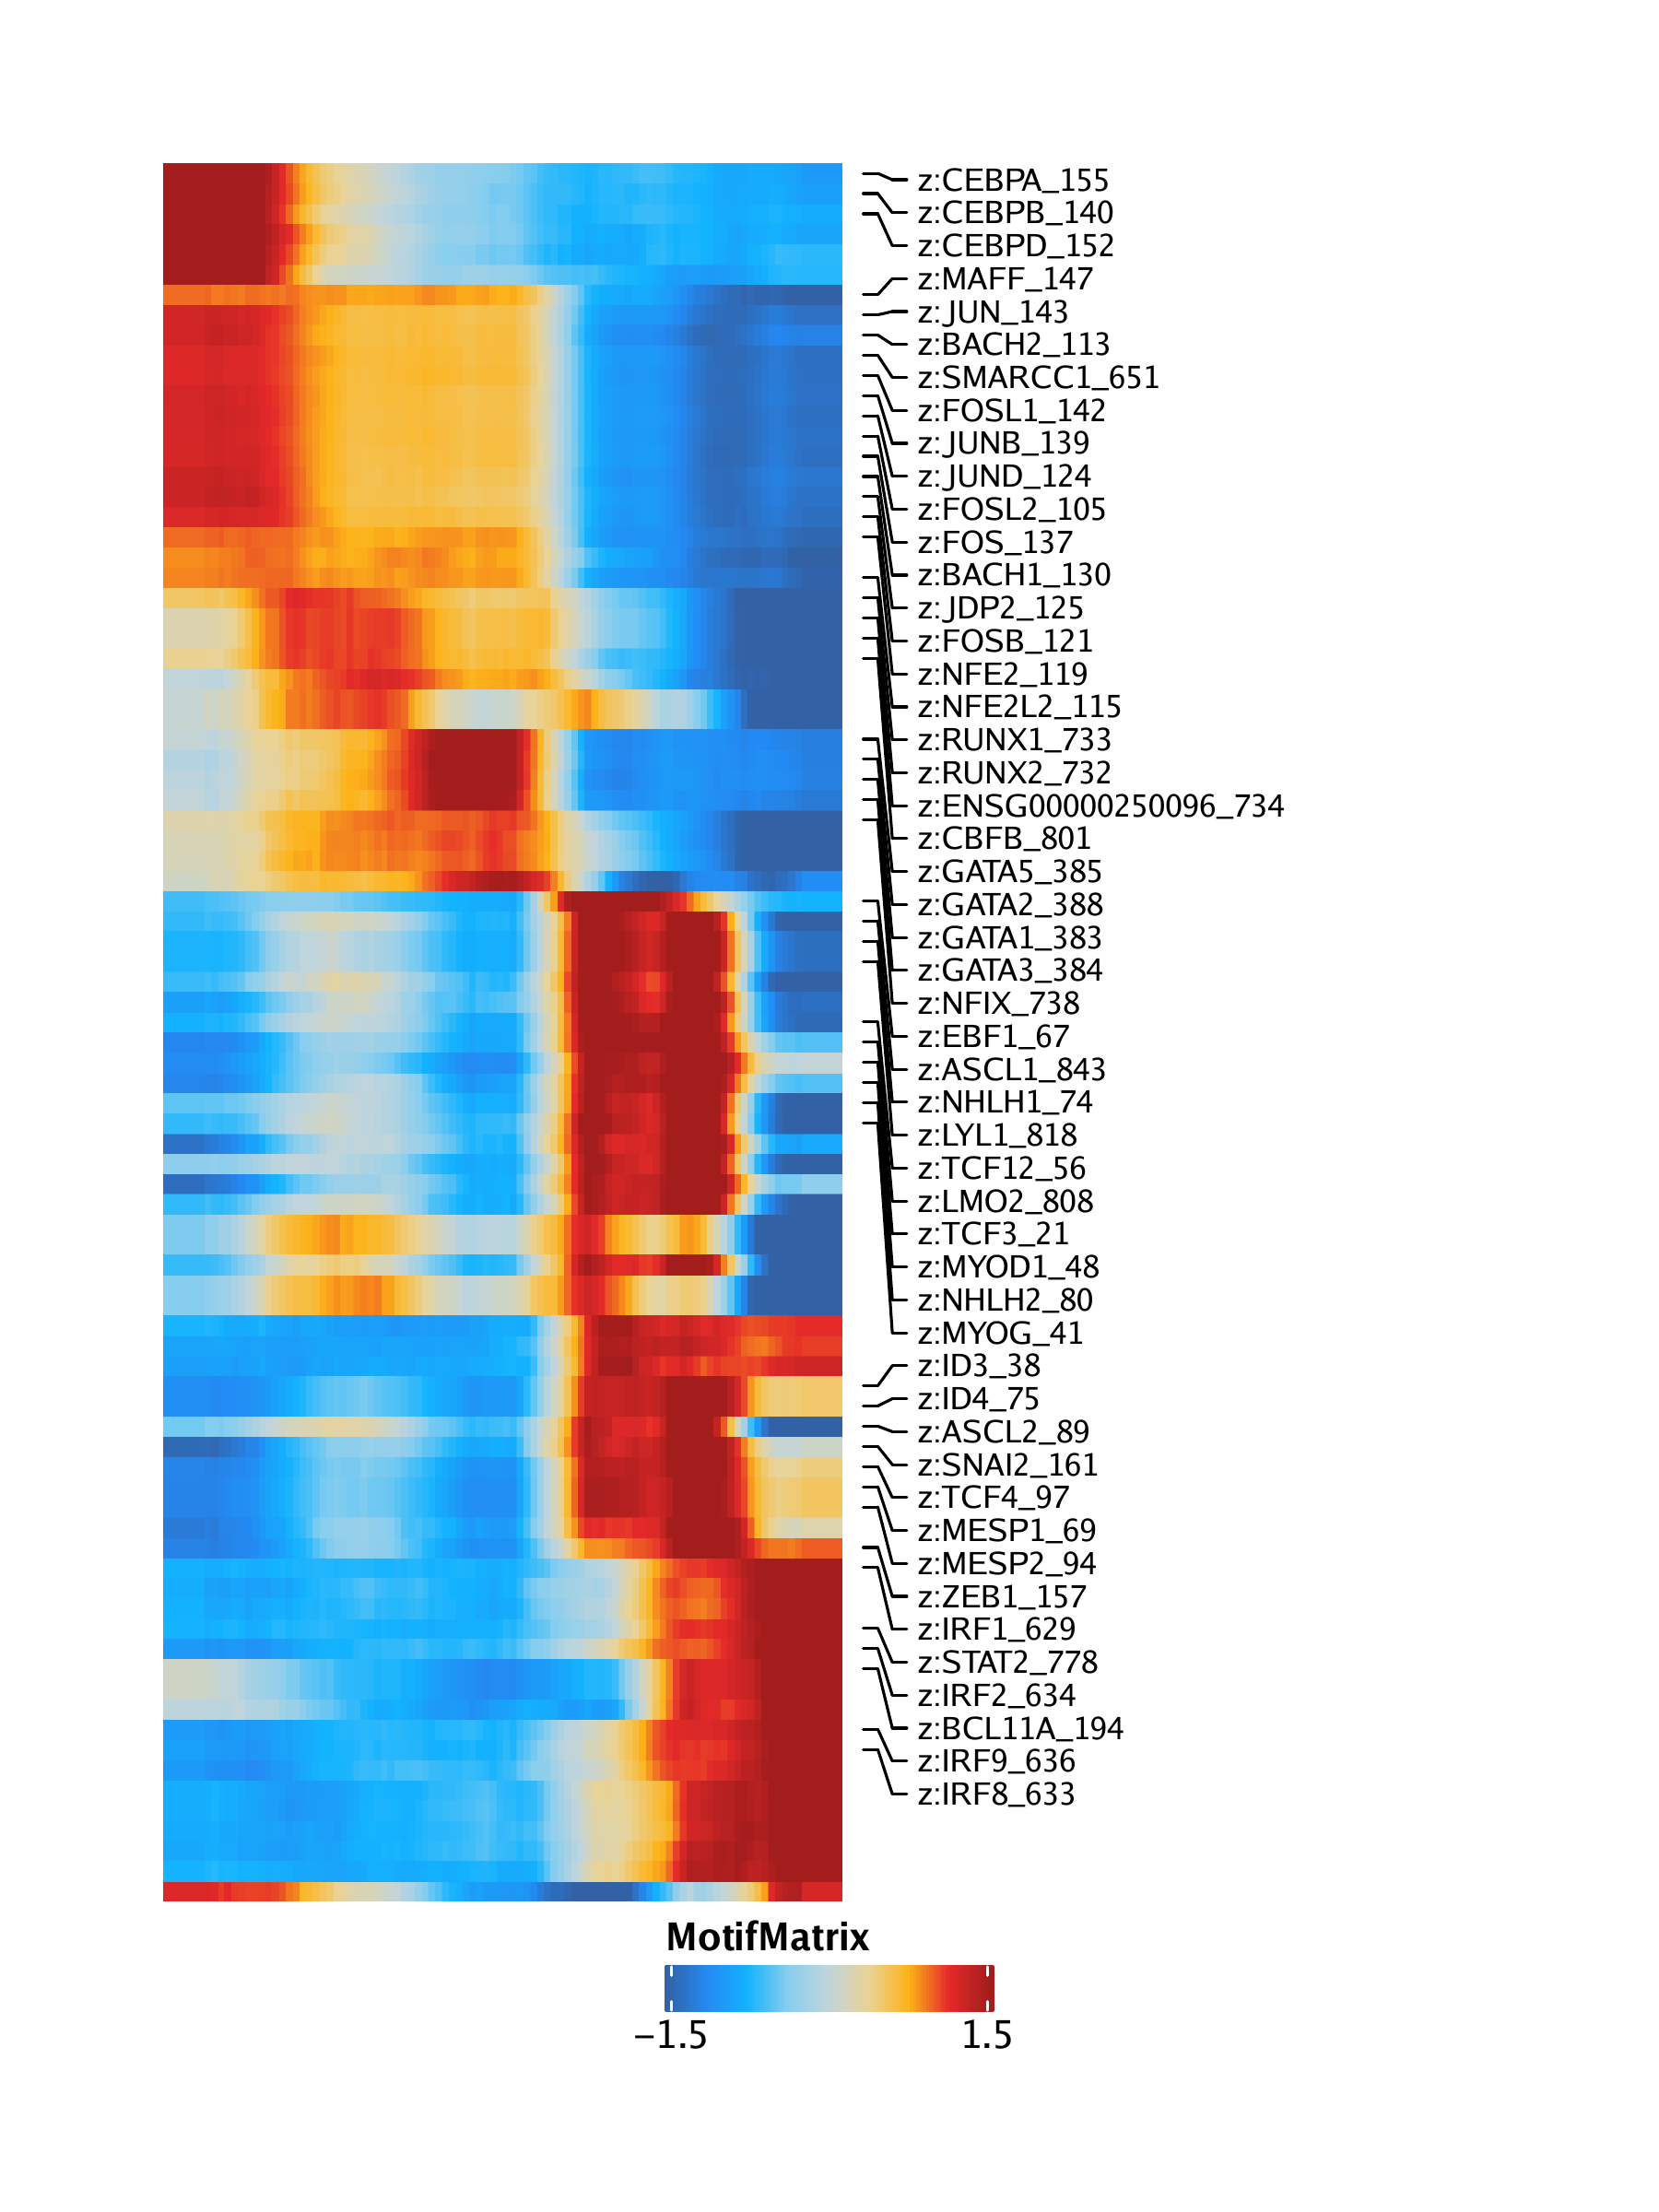 z:CEBPA_155
z:CEBPB_140
z:CEBPD_152
z:MAFF_147
z:JUN_143
z:BACH2_113
z:SMARCC1_651
z:FOSL1_142
z:JUNB_139
z:JUND_124
z:FOSL2_105
z:FOS_137
z:BACH1_130
z:JDP2_125
z:FOSB_121
z:NFE2_119
z:NFE2L2_115
z:RUNX1_733
z:RUNX2_732
z:ENSG00000250096_734
z:CBFB_801
z:GATA5_385
z:GATA2_388
z:GATA1_383
z:GATA3_384
z:NFIX_738
z:EBF1_67
z:ASCL1_843
z:NHLH1_74
z:LYL1_818
z:TCF12_56
z:LMO2_808
z:TCF3_21
z:MYOD1_48
z:NHLH2_80
z:MYOG_41
z:ID3_38
z:ID4_75
z:ASCL2_89
z:SNAI2_161
z:TCF4_97
z:MESP1_69
z:MESP2_94
z:ZEB1_157
z:IRF1_629
z:STAT2_778
z:IRF2_634
z:BCL11A_194
z:IRF9_636
z:IRF8_633
MotifMatrix
−1.5 1.5